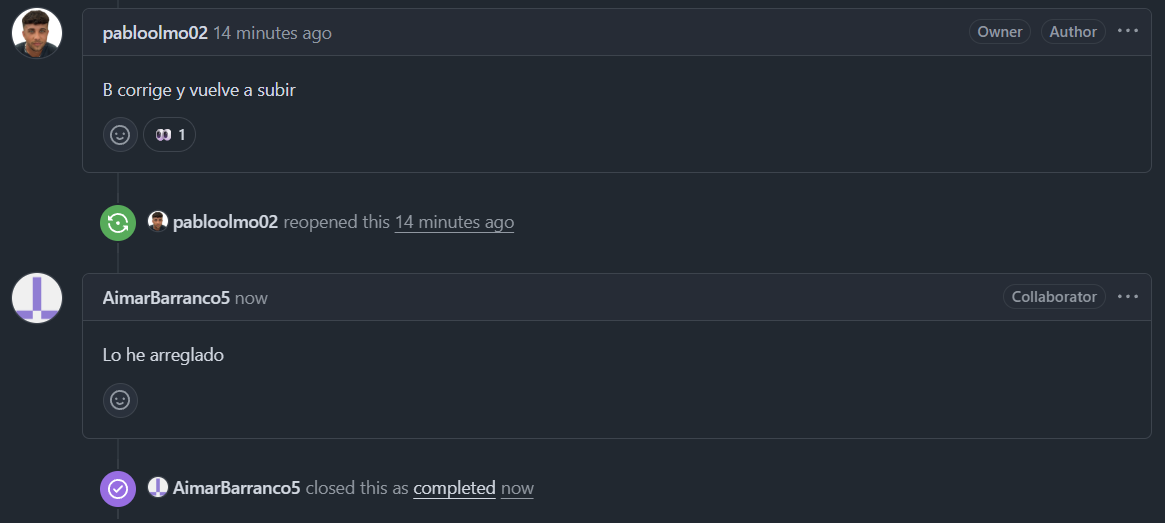 pabloolmo02 14 minutes ago Owner Author ...
B corrige y vuelve a subir
👀 1
pabloolmo02 reopened this 14 minutes ago
AimarBarranco5 now Collaborator ...
Lo he arreglado
AimarBarranco5 closed this as completed now